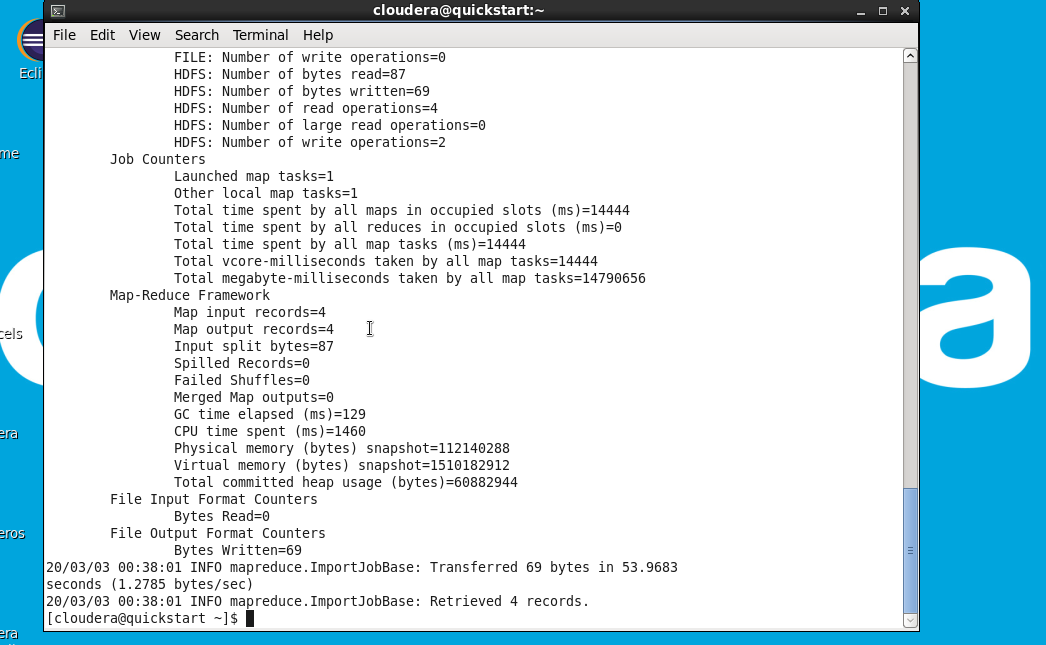 cloudera@quickstart:~
File Edit View Search Terminal Help
FILE: Number of write operations=0
HDFS: Number of bytes read=87
HDFS: Number of bytes written=69
HDFS: Number of read operations=4
HDFS: Number of large read operations=0
HDFS: Number of write operations=2
Job Counters
Launched map tasks=1
Other local map tasks=1
Total time spent by all maps in occupied slots (ms)=14444
Total time spent by all reduces in occupied slots (ms)=0
Total time spent by all map tasks (ms)=14444
Total vcore-milliseconds taken by all map tasks=14444
Total megabyte-milliseconds taken by all map tasks=14790656
Map-Reduce Framework
Map input records=4
Map output records=4
Input split bytes=87
Spilled Records=0
Failed Shuffles=0
Merged Map outputs=0
GC time elapsed (ms)=129
CPU time spent (ms)=1460
Physical memory (bytes) snapshot=112140288
Virtual memory (bytes) snapshot=1510182912
Total committed heap usage (bytes)=60882944
File Input Format Counters
Bytes Read=0
File Output Format Counters
Bytes Written=69
20/03/03 00:38:01 INFO mapreduce.ImportJobBase: Transferred 69 bytes in 53.9683
seconds (1.2785 bytes/sec)
20/03/03 00:38:01 INFO mapreduce.ImportJobBase: Retrieved 4 records.
[cloudera@quickstart ~]$
Ecli
me
cels
era
eros
era